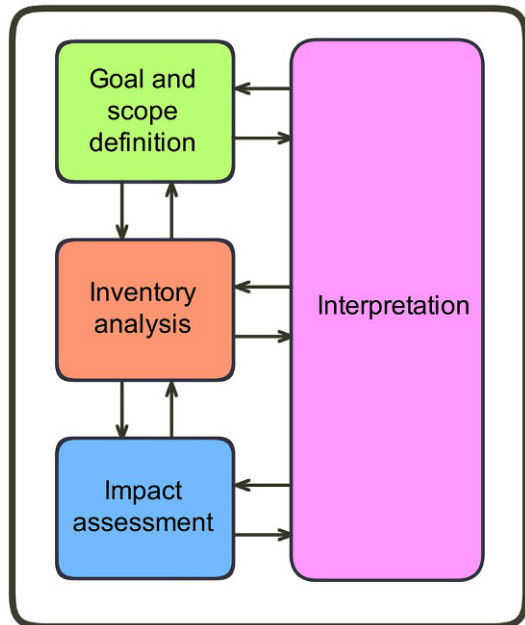 Goal and
scope
definition
Inventory
analysis
Interpretation
Impact
assessment